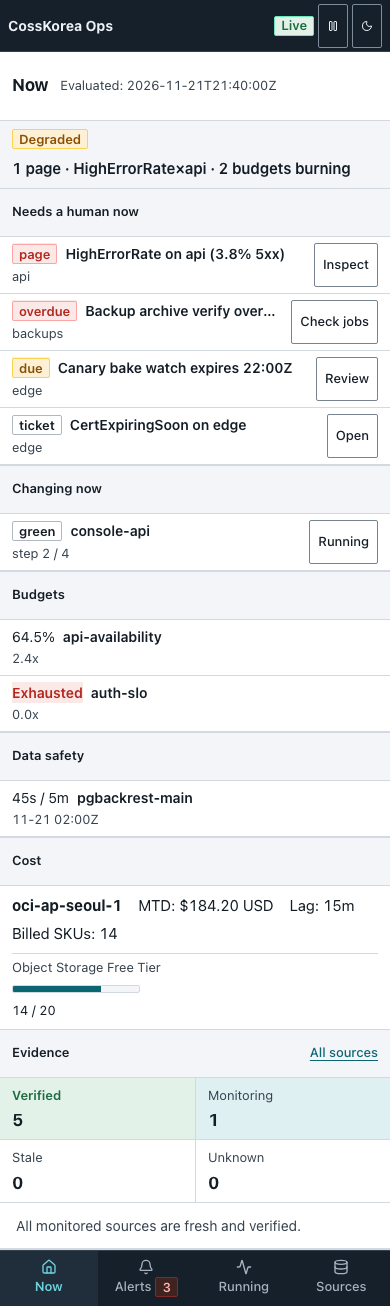 CossKorea Ops
Live
Now Evaluated: 2026-11-21T21:40:00Z
Degraded
1 page · HighErrorRate×api · 2 budgets burning
Needs a human now
page HighErrorRate on api (3.8% 5xx)
api
Inspect
overdue Backup archive verify over...
backups
Check jobs
due Canary bake watch expires 22:00Z
edge
Review
ticket CertExpiringSoon on edge
edge
Open
Changing now
green console-api
step 2 / 4
Running
Budgets
64.5% api-availability
2.4x
Exhausted auth-slo
0.0x
Data safety
45s / 5m pgbackrest-main
11-21 02:00Z
Cost
oci-ap-seoul-1 MTD: $184.20 USD Lag: 15m
Billed SKUs: 14
Object Storage Free Tier
14 / 20
Evidence All sources
Verified
5
Monitoring
1
Stale
0
Unknown
0
All monitored sources are fresh and verified.
Now
Alerts 3
Running
Sources